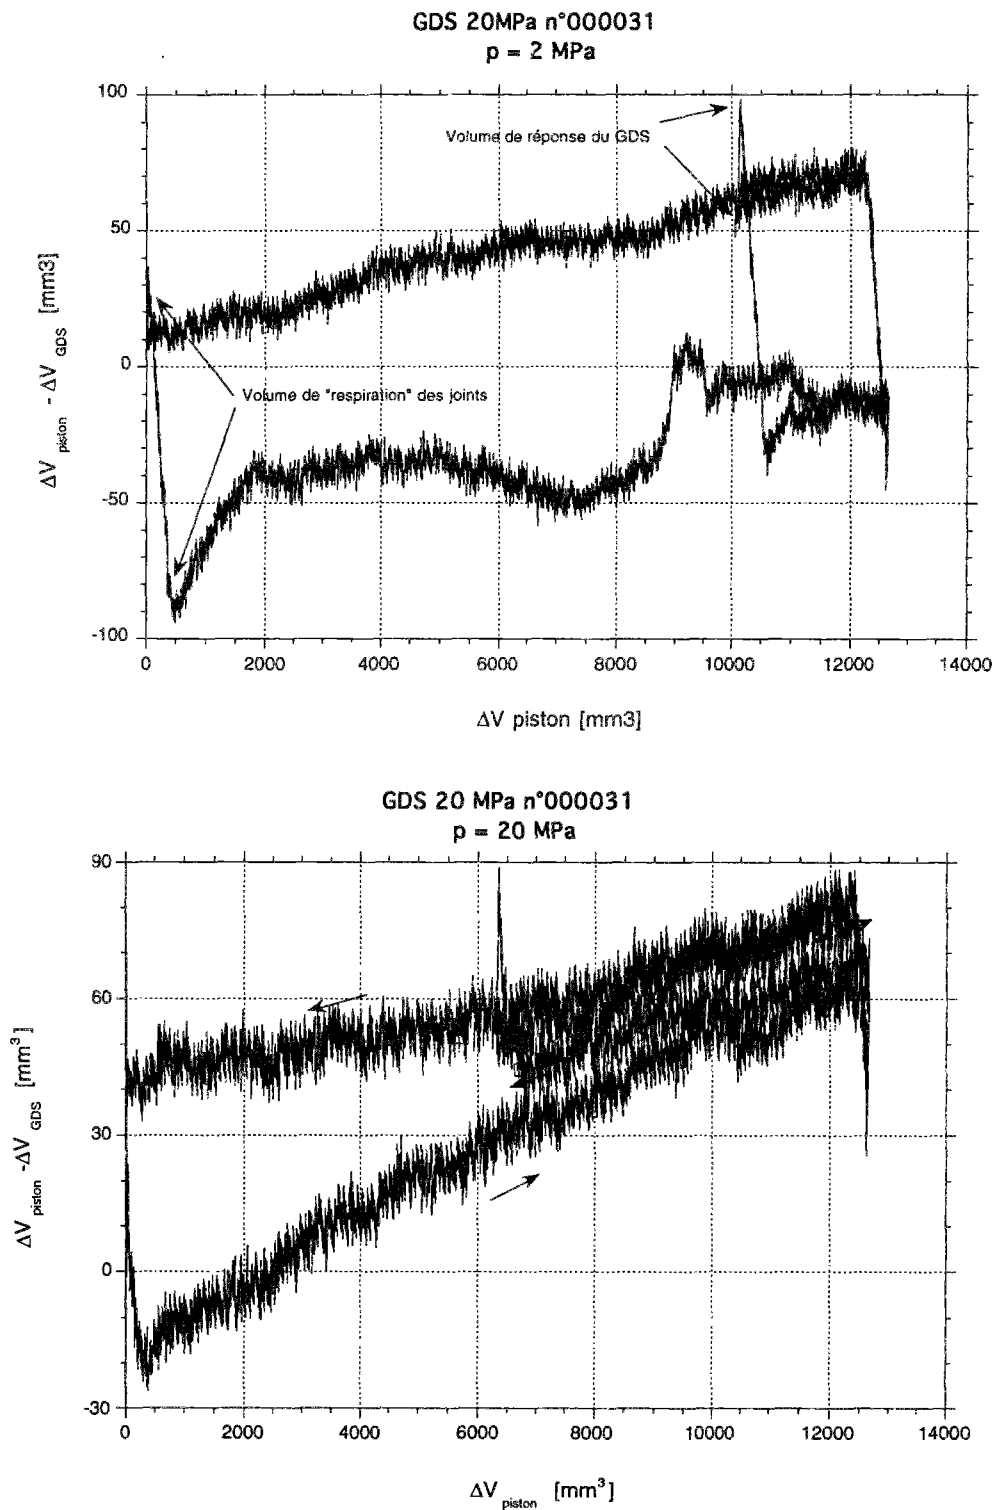 GDS 20MPa n°000031
p = 2 MPa
100
50
0
-50
-100
ΔV piston - ΔV GDS [mm3]
Volume de réponse du GDS
Volume de "respiration" des joints
0 2000 4000 6000 8000 10000 12000 14000
ΔV piston [mm3]
GDS 20 MPa n°000031
p = 20 MPa
90
60
30
0
-30
ΔV piston -ΔV GDS [mm³]
0 2000 4000 6000 8000 10000 12000 14000
ΔV piston [mm³]